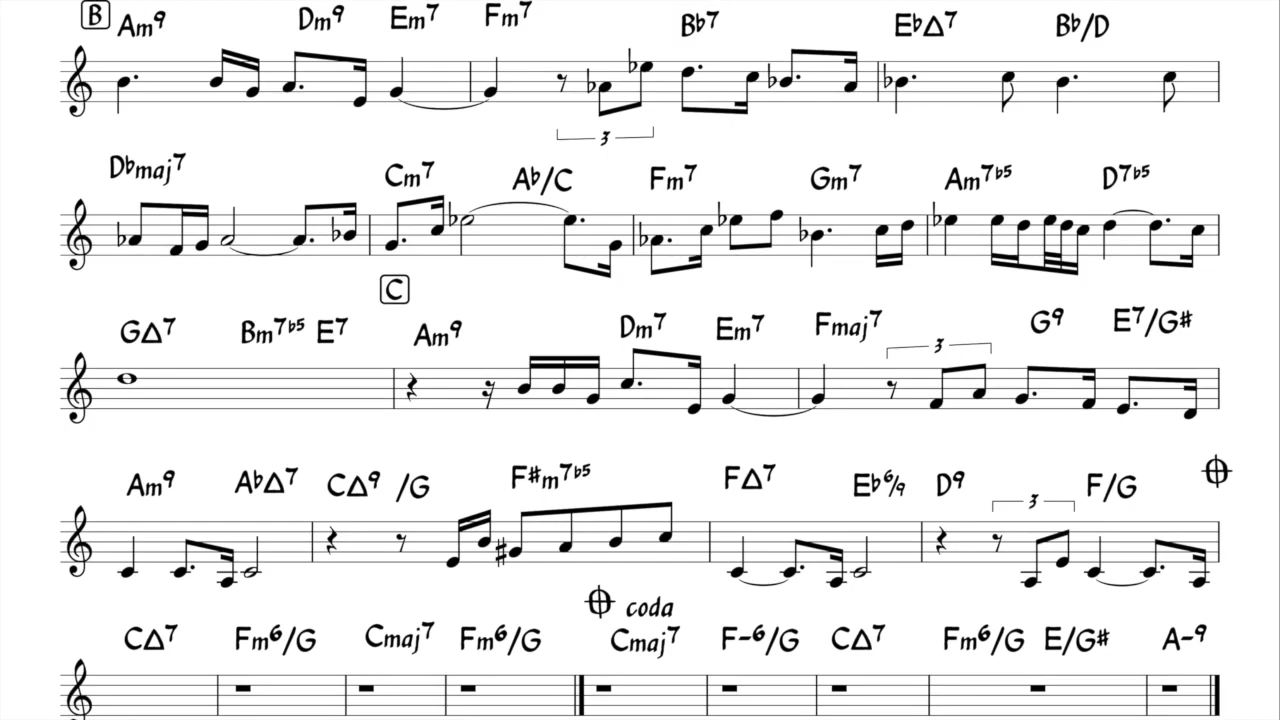 B Am9 Dm9 Em7 Fm7 Bb7 E♭Δ7 B♭/D
3
D♭maj7 Cm7 A♭/C Fm7 Gm7 Am7♭5 D7♭5
C
GΔ7 Bm7♭5 E7 Am9 Dm7 Em7 Fmaj7 G9 E7/G#
3
Am9 A♭Δ7 CΔ9 /G F#m7♭5 FΔ7 E♭6/9 D9 F/G
3
coda
CΔ7 Fm6/G Cmaj7 Fm6/G Cmaj7 F-6/G CΔ7 Fm6/G E/G# A-9